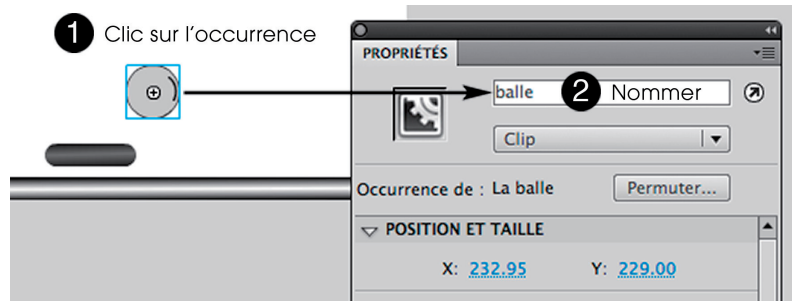 1 Clic sur l'occurrence
PROPRIÉTÉS
balle
2 Nommer
Clip
Occurrence de : La balle
Permuter...
POSITION ET TAILLE
X: 232.95 Y: 229.00